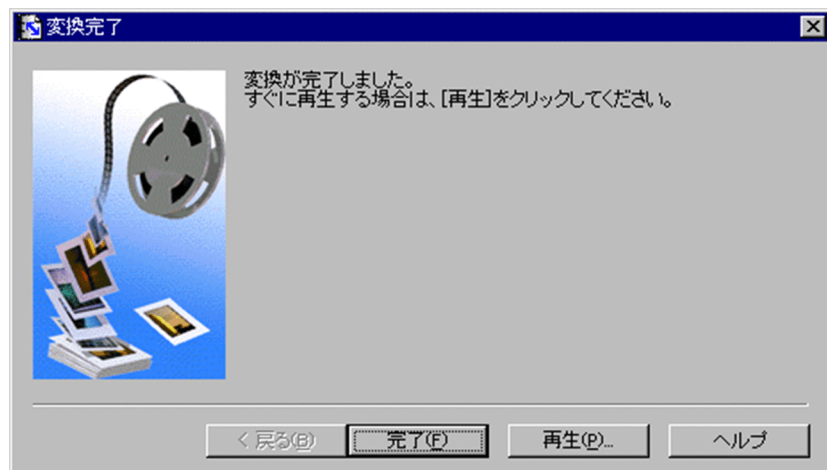 変換完了
変換が完了しました。
すぐに再生する場合は、[再生]をクリックしてください。
< 戻る(B)
完了(F)
再生(P)...
ヘルプ